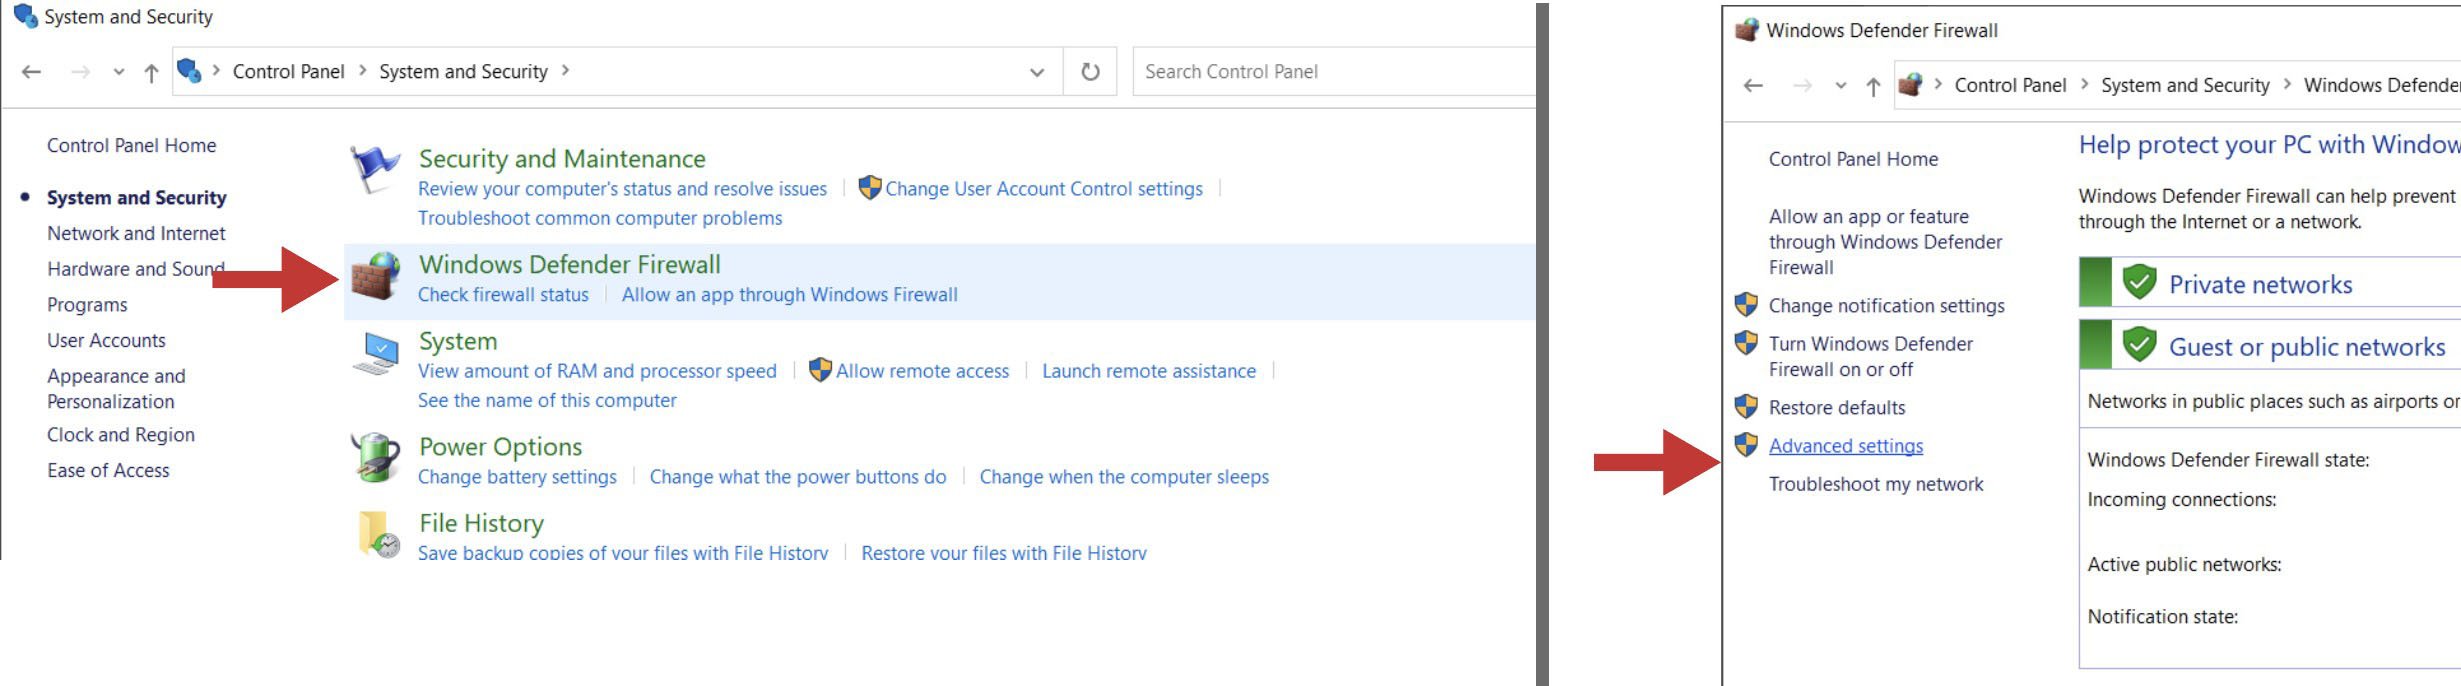 System and Security
Control Panel > System and Security >
Search Control Panel
Control Panel Home
System and Security
Network and Internet
Hardware and Sound
Programs
User Accounts
Appearance and
Personalization
Clock and Region
Ease of Access
Security and Maintenance
Review your computer's status and resolve issues
Change User Account Control settings
Troubleshoot common computer problems
Windows Defender Firewall
Check firewall status
Allow an app through Windows Firewall
System
View amount of RAM and processor speed
Allow remote access
Launch remote assistance
See the name of this computer
Power Options
Change battery settings
Change what the power buttons do
Change when the computer sleeps
File History
Save backup copies of your files with File History
Restore your files with File History
Windows Defender Firewall
Control Panel > System and Security > Windows Defender
Control Panel Home
Allow an app or feature
through Windows Defender
Firewall
Change notification settings
Turn Windows Defender
Firewall on or off
Restore defaults
Advanced settings
Troubleshoot my network
Help protect your PC with Window
Windows Defender Firewall can help prevent
through the Internet or a network.
Private networks
Guest or public networks
Networks in public places such as airports or
Windows Defender Firewall state:
Incoming connections:
Active public networks:
Notification state: